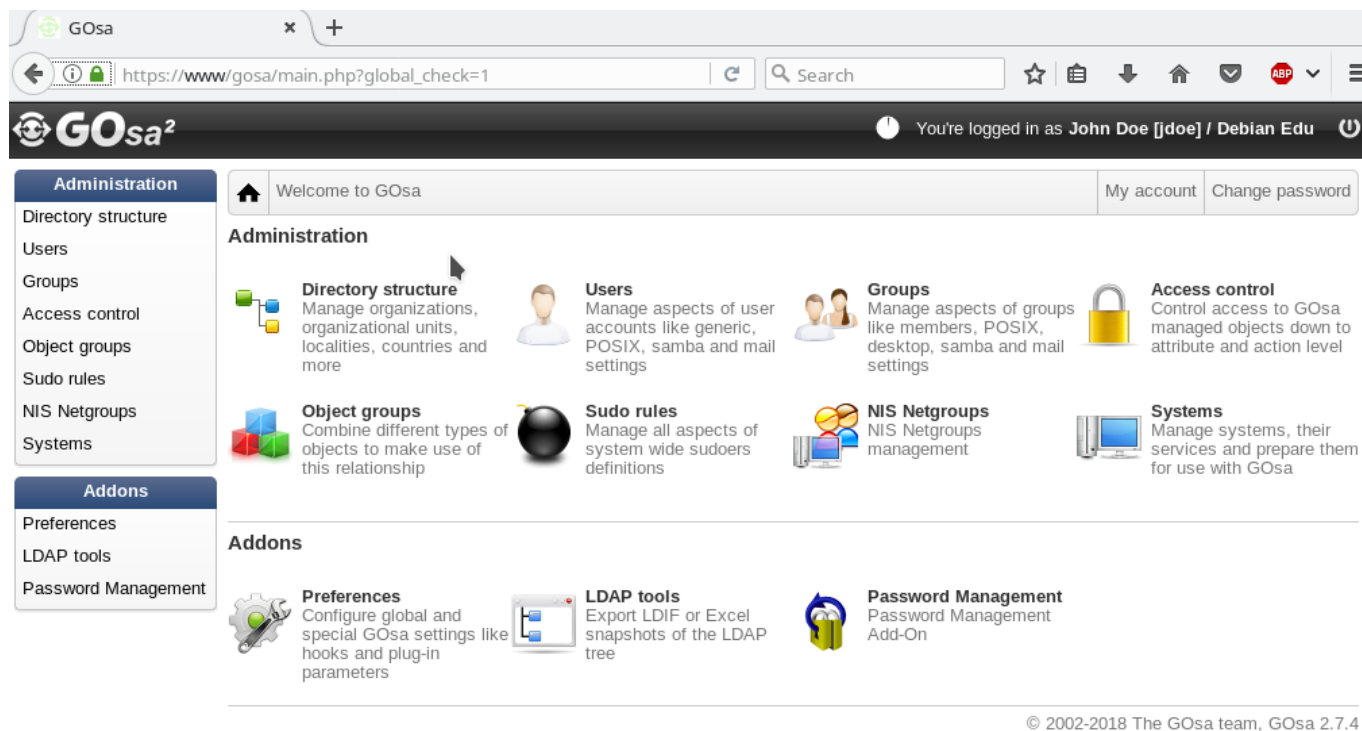 GOsa
https://www/gosa/main.php?global_check=1
Search
ABP
GOsa²
You're logged in as John Doe [jdoe] / Debian Edu
Administration
Directory structure
Users
Groups
Access control
Object groups
Sudo rules
NIS Netgroups
Systems
Addons
Preferences
LDAP tools
Password Management
Welcome to GOsa
My account
Change password
Administration
Directory structure
Manage organizations,
organizational units,
localities, countries and
more
Users
Manage aspects of user
accounts like generic,
POSIX, samba and mail
settings
Groups
Manage aspects of groups
like members, POSIX,
desktop, samba and mail
settings
Access control
Control access to GOsa
managed objects down to
attribute and action level
Object groups
Combine different types of
objects to make use of
this relationship
Sudo rules
Manage all aspects of
system wide sudoers
definitions
NIS Netgroups
NIS Netgroups
management
Systems
Manage systems, their
services and prepare them
for use with GOsa
Addons
Preferences
Configure global and
special GOsa settings like
hooks and plug-in
parameters
LDAP tools
Export LDIF or Excel
snapshots of the LDAP
tree
Password Management
Password Management
Add-On
© 2002-2018 The GOsa team, GOsa 2.7.4